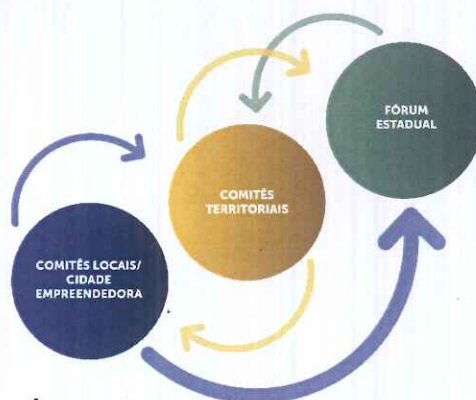 FÓRUM
ESTADUAL
COMITÊS
TERRITORIAIS
COMITÊS LOCAIS/
CIDADE
EMPREENDEDORA